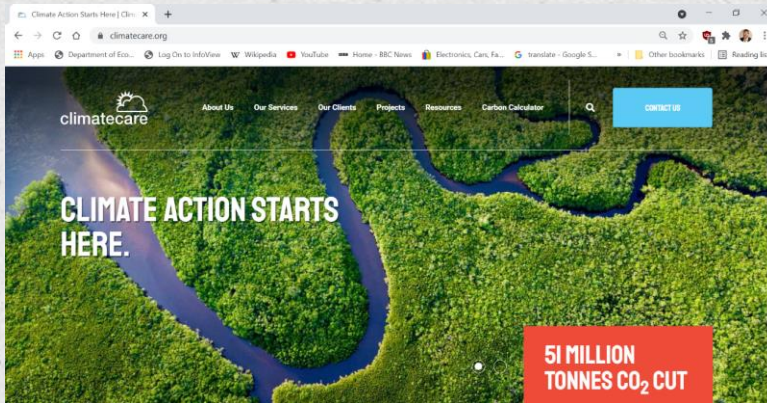 Climate Action Starts Here | Clim
climatecare.org
Apps Department of Eco... Log On to InfoView Wikipedia YouTube Home - BBC News Electronics, Cars, Fa... translate - Google S... » Other bookmarks Reading lis
climatecare
About Us Our Services Our Clients Projects Resources Carbon Calculator CONTACT US
CLIMATE ACTION STARTS
HERE.
51 MILLION
TONNES CO₂ CUT